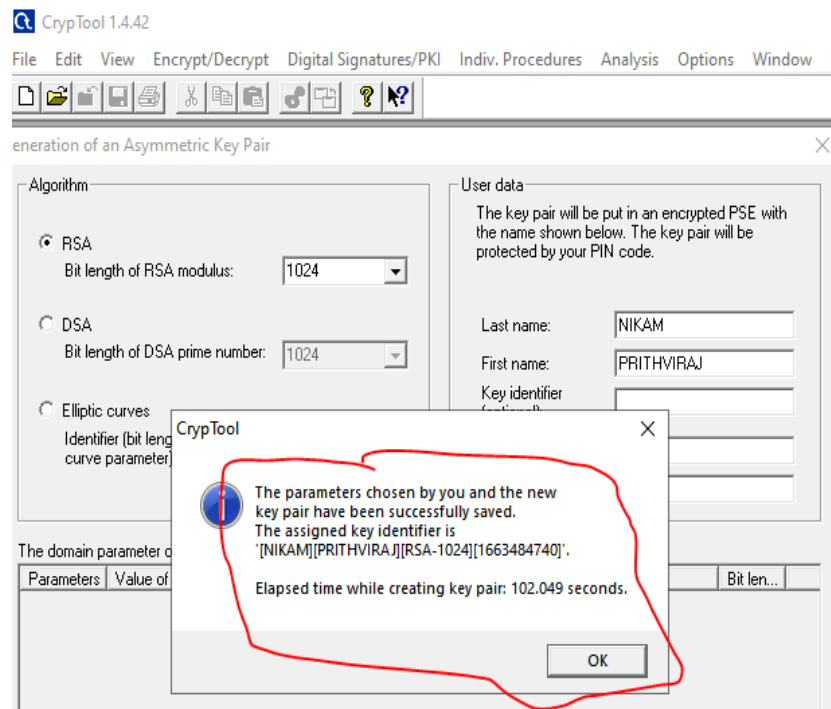 CrypTool 1.4.42
File Edit View Encrypt/Decrypt Digital Signatures/PKI Indiv. Procedures Analysis Options Window
eneration of an Asymmetric Key Pair
Algorithm
RSA
Bit length of RSA modulus: 1024
DSA
Bit length of DSA prime number: 1024
Elliptic curves
Identifier (bit leng
curve parameter)
User data
The key pair will be put in an encrypted PSE with
the name shown below. The key pair will be
protected by your PIN code.
Last name: NIKAM
First name: PRITHVIRAJ
Key identifier
CrypTool
The parameters chosen by you and the new
key pair have been successfully saved.
The assigned key identifier is
'[NIKAM][PRITHVIRAJ][RSA-1024][1663484740]'.
Elapsed time while creating key pair: 102.049 seconds.
OK
The domain parameter
Parameters Value of Bit len...